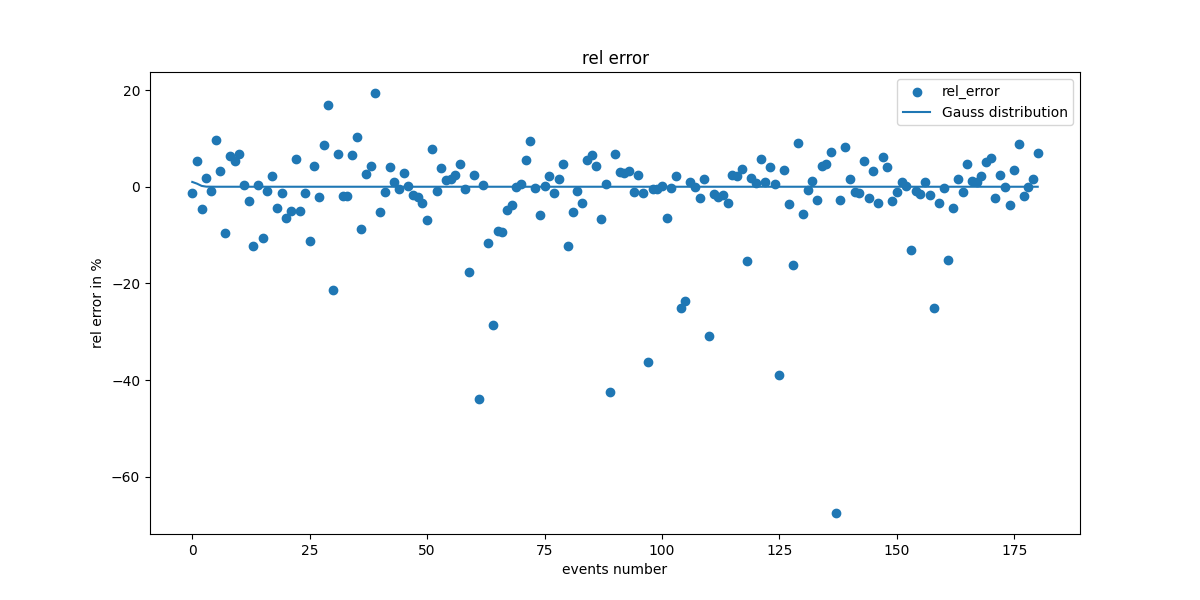 rel error
rel_error
Gauss distribution
rel error in %
20
0
−20
−40
−60
0
25
50
75
100
125
150
175
events number